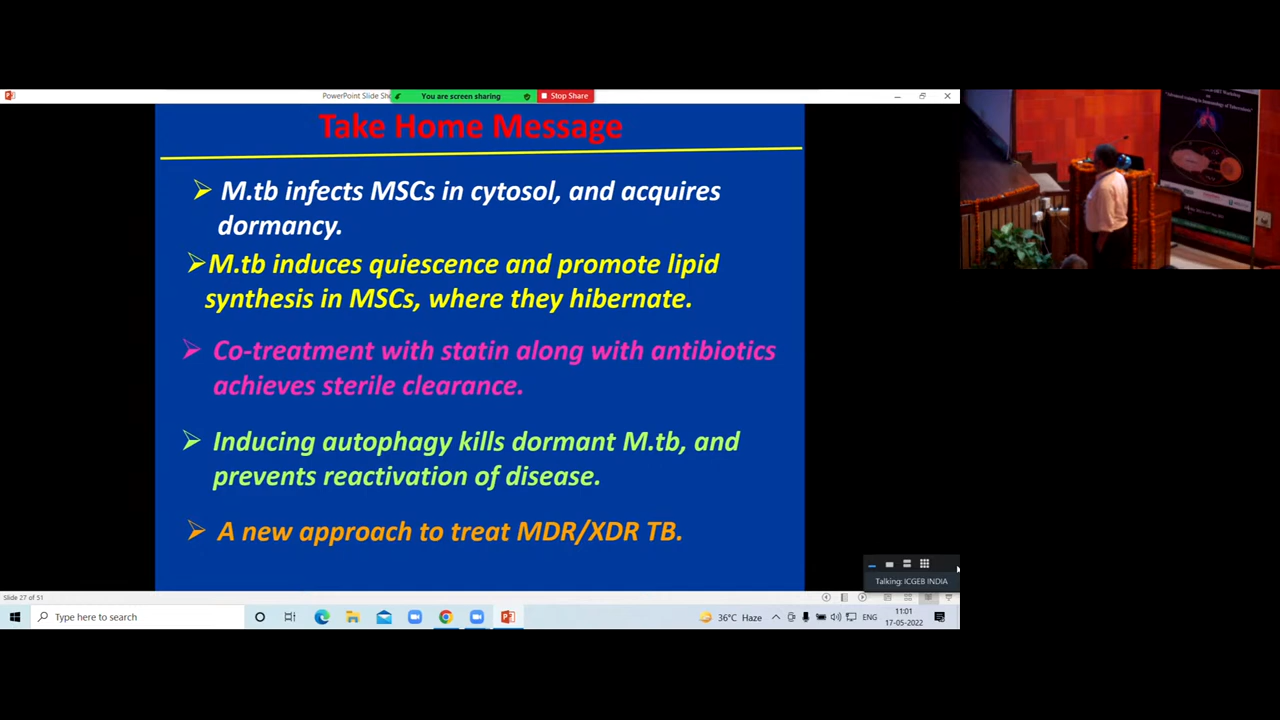 PowerPoint Slide Sh
You are screen sharing
Stop Share
Take Home Message
M.tb infects MSCs in cytosol, and acquires
dormancy.
M.tb induces quiescence and promote lipid
synthesis in MSCs, where they hibernate.
Co-treatment with statin along with antibiotics
achieves sterile clearance.
Inducing autophagy kills dormant M.tb, and
prevents reactivation of disease.
A new approach to treat MDR/XDR TB.
Talking: ICGEB INDIA
Slide 27 of 51
Type here to search
36°C Haze
ENG
11:01
17-05-2022